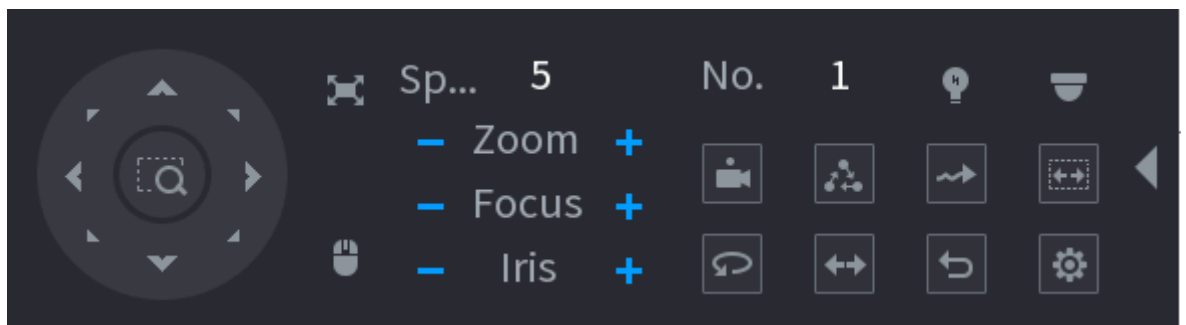 Sp... 5 No. 1
− Zoom +
− Focus +
− Iris +